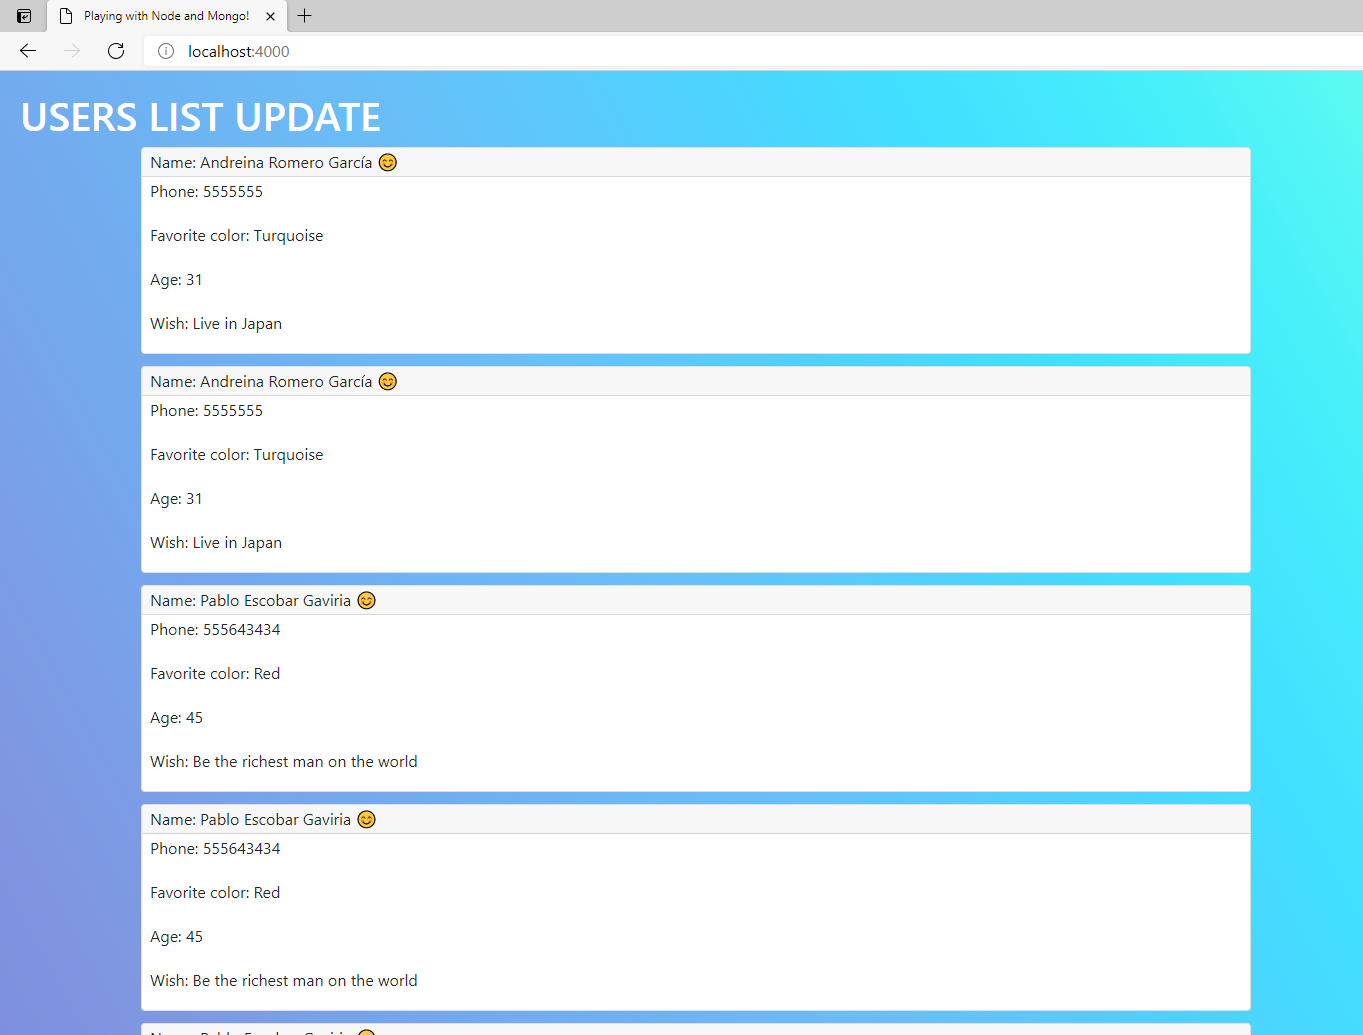 Playing with Node and Mongo!
localhost:4000
USERS LIST UPDATE
Name: Andreina Romero García 😊
Phone: 5555555
Favorite color: Turquoise
Age: 31
Wish: Live in Japan
Name: Andreina Romero García 😊
Phone: 5555555
Favorite color: Turquoise
Age: 31
Wish: Live in Japan
Name: Pablo Escobar Gaviria 😊
Phone: 555643434
Favorite color: Red
Age: 45
Wish: Be the richest man on the world
Name: Pablo Escobar Gaviria 😊
Phone: 555643434
Favorite color: Red
Age: 45
Wish: Be the richest man on the world